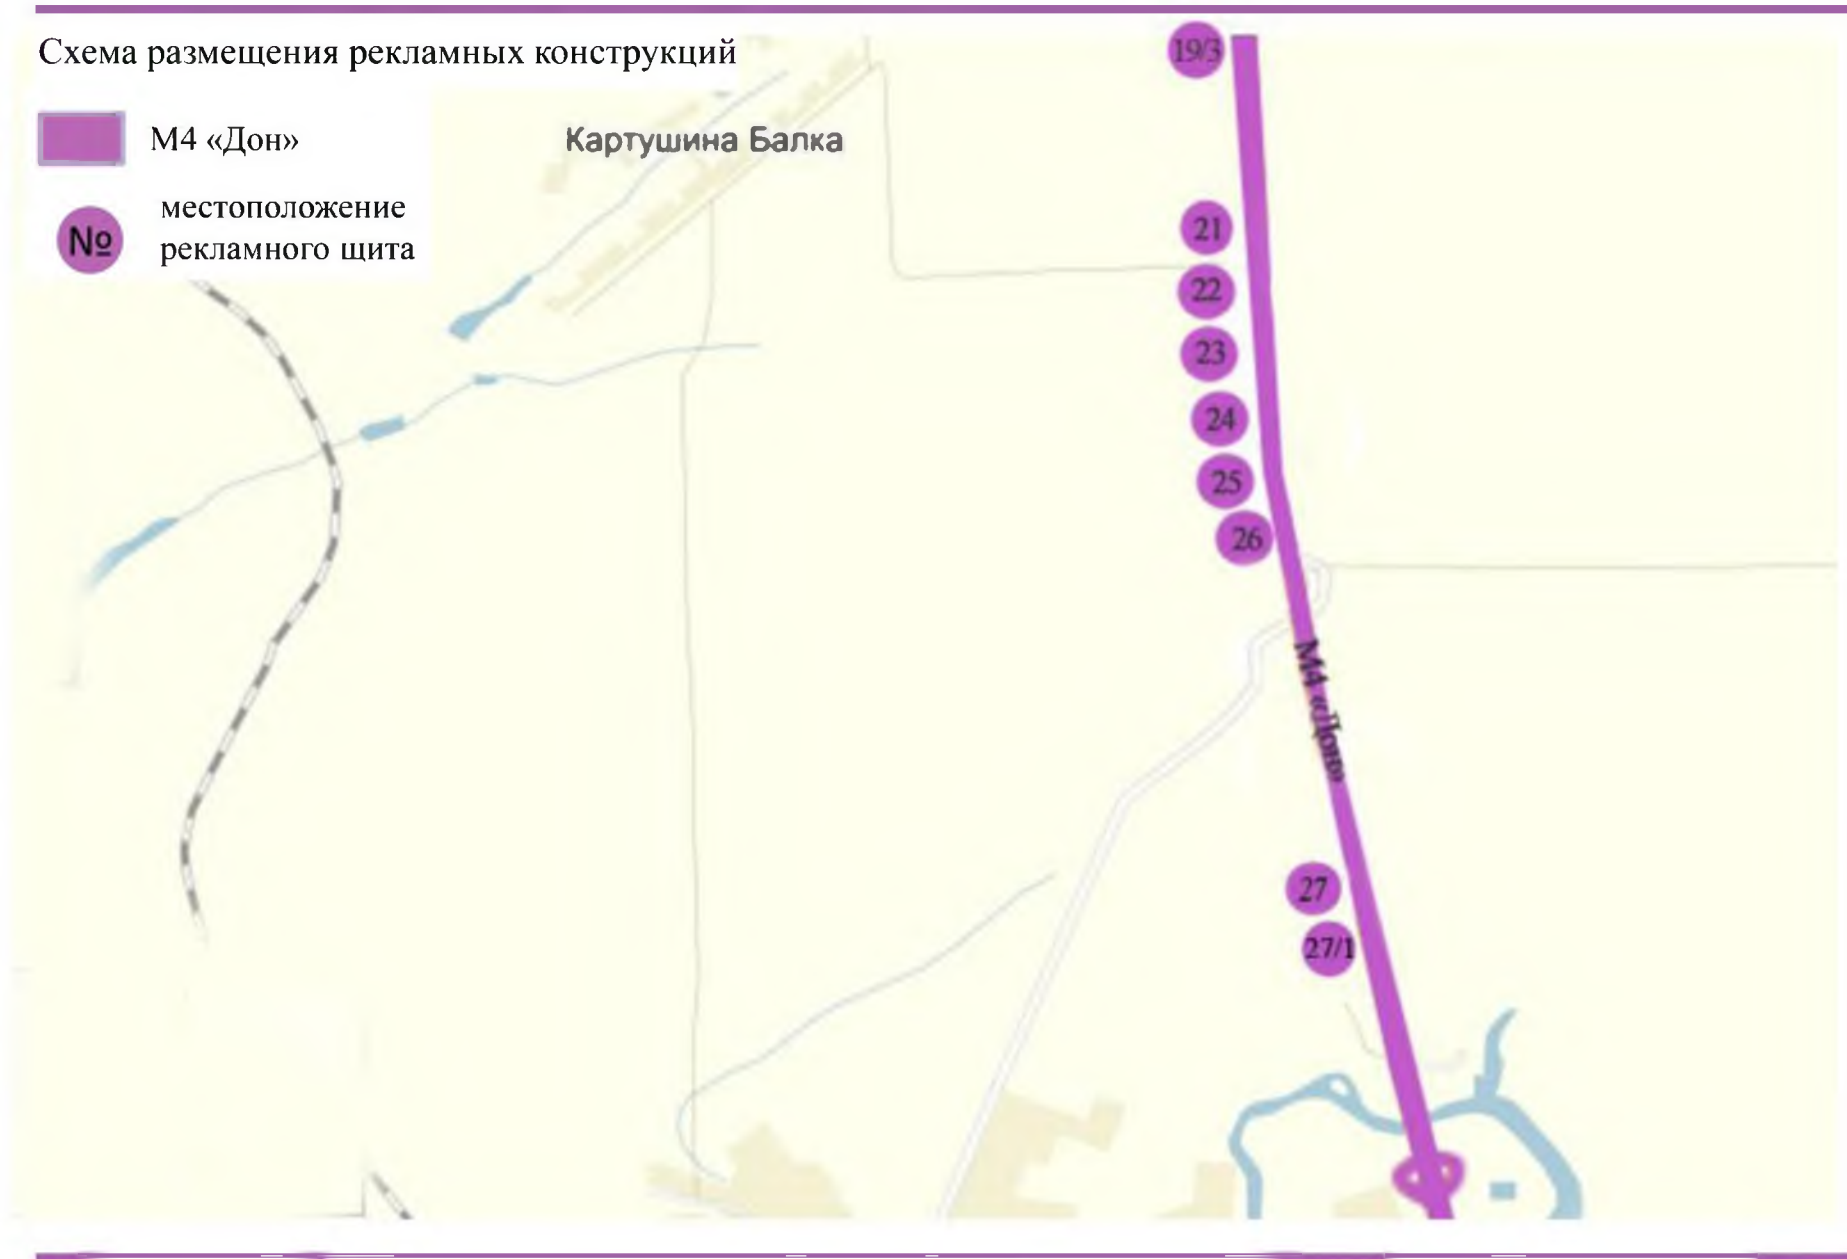 Схема размещения рекламных конструкций
М4 «Дон»
№
местоположение
рекламного щита
Картушина Балка
19/3
21
22
23
24
25
26
М4 «Дон»
27
27/1